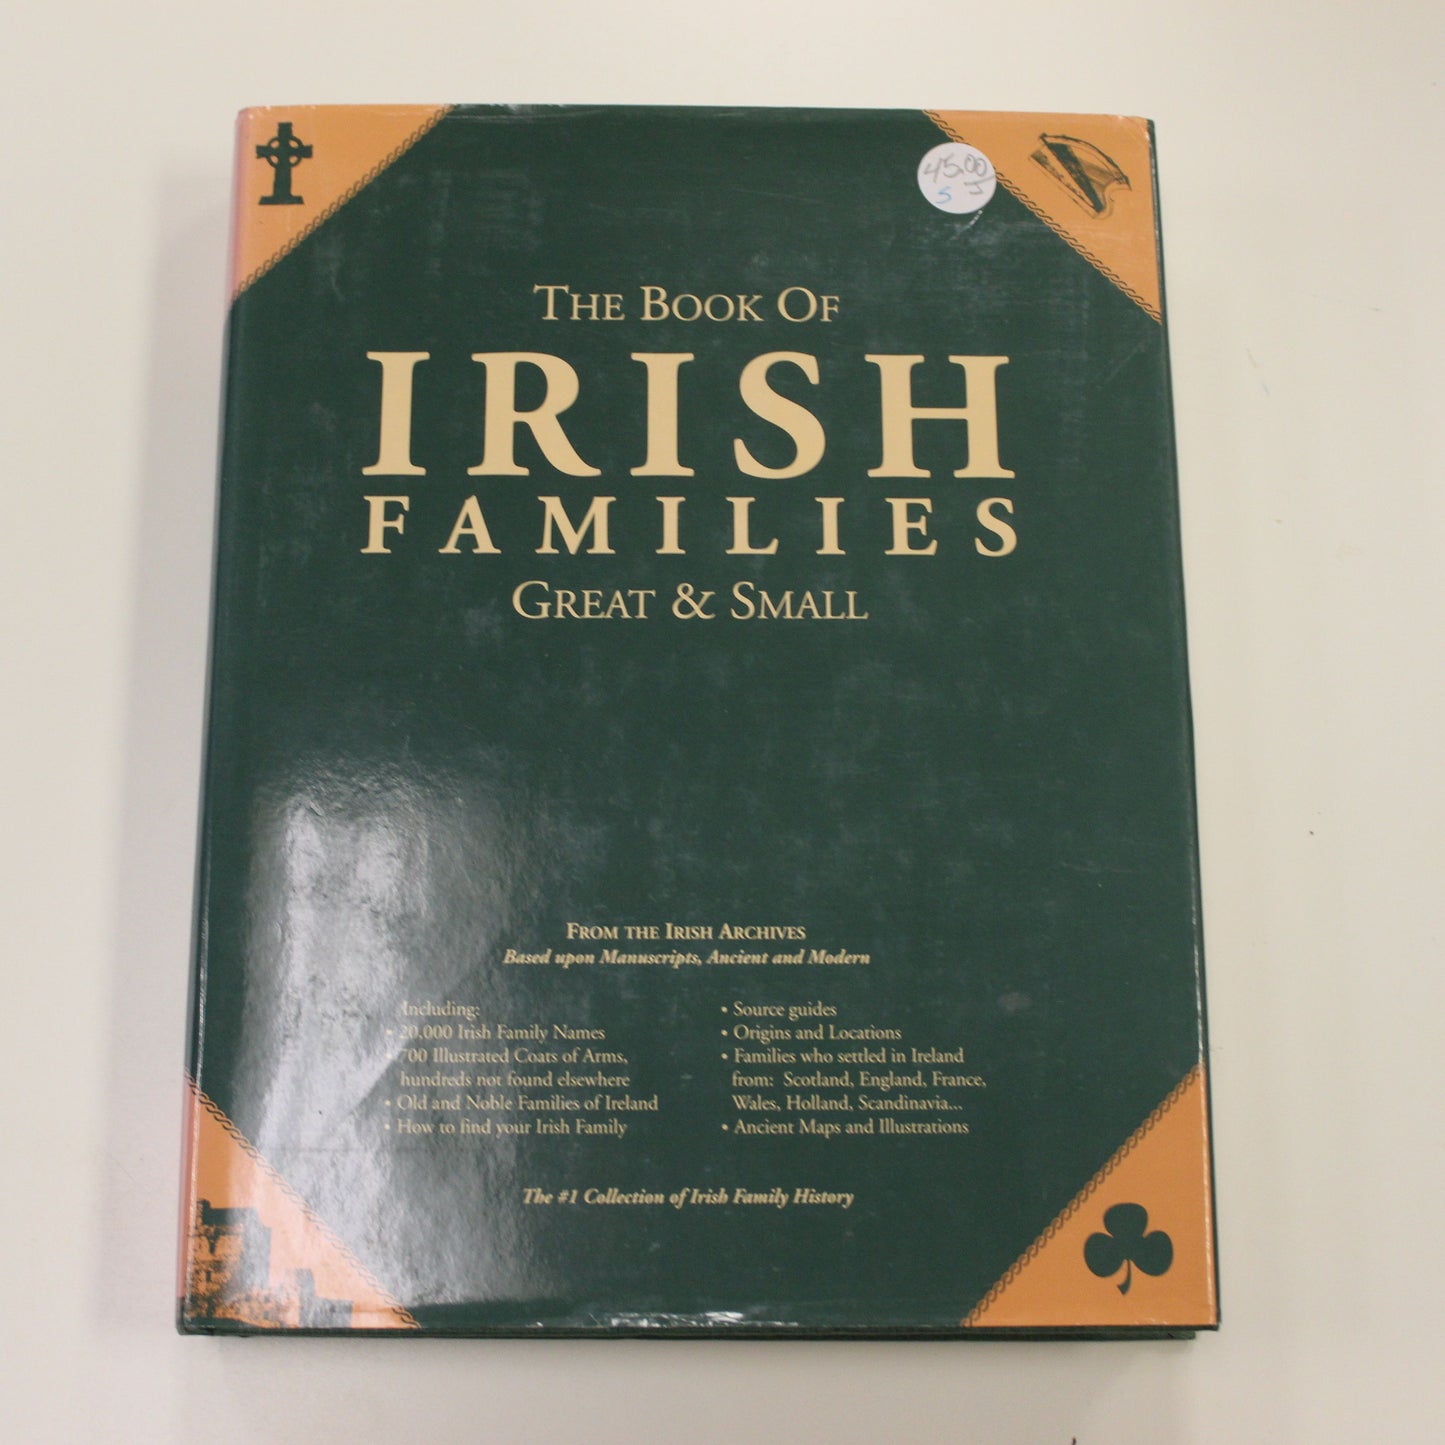 45.00
S J
THE BOOK OF
IRISH
FAMILIES
GREAT & SMALL
FROM THE IRISH ARCHIVES
Based upon Manuscripts, Ancient and Modern
Including:
• 20,000 Irish Family Names
• 700 Illustrated Coats of Arms,
hundreds not found elsewhere
• Old and Noble Families of Ireland
• How to find your Irish Family
• Source guides
• Origins and Locations
• Families who settled in Ireland
from: Scotland, England, France,
Wales, Holland, Scandinavia...
• Ancient Maps and Illustrations
The #1 Collection of Irish Family History